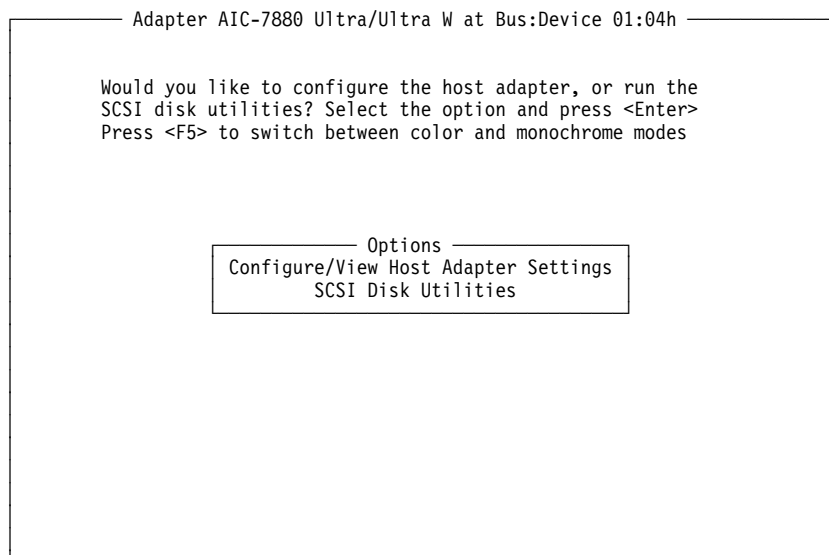 Adapter AIC-7880 Ultra/Ultra W at Bus:Device 01:04h
Would you like to configure the host adapter, or run the
SCSI disk utilities? Select the option and press <Enter>
Press <F5> to switch between color and monochrome modes
Options
Configure/View Host Adapter Settings
SCSI Disk Utilities